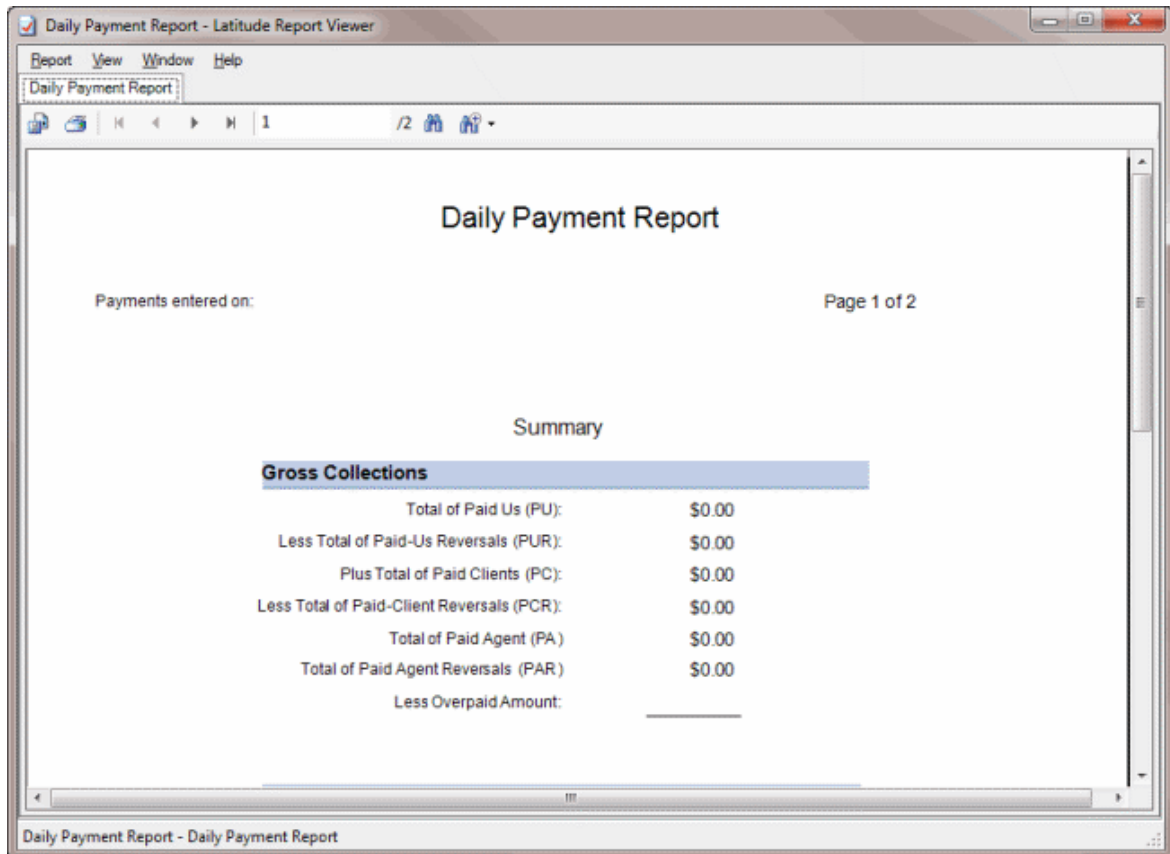 Daily Payment Report - Latitude Report Viewer
Report View Window Help
Daily Payment Report
1 /2
Daily Payment Report
Payments entered on: Page 1 of 2
Summary
Gross Collections
Total of Paid Us (PU): $0.00
Less Total of Paid-Us Reversals (PUR): $0.00
Plus Total of Paid Clients (PC): $0.00
Less Total of Paid-Client Reversals (PCR): $0.00
Total of Paid Agent (PA) $0.00
Total of Paid Agent Reversals (PAR) $0.00
Less Overpaid Amount:
Daily Payment Report - Daily Payment Report